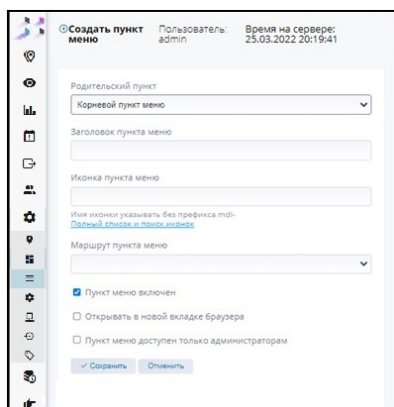 Создать пункт меню
Пользователь: admin
Время на сервере: 25.03.2022 20:19:41
Родительский пункт
Корневой пункт меню
Заголовок пункта меню
Иконка пункта меню
Имя иконки указывать без префикса mdi-
Полный список и поиск иконок
Маршрут пункта меню
Пункт меню включен
Открывать в новой вкладке браузера
Пункт меню доступен только администраторам
Сохранить Отменить